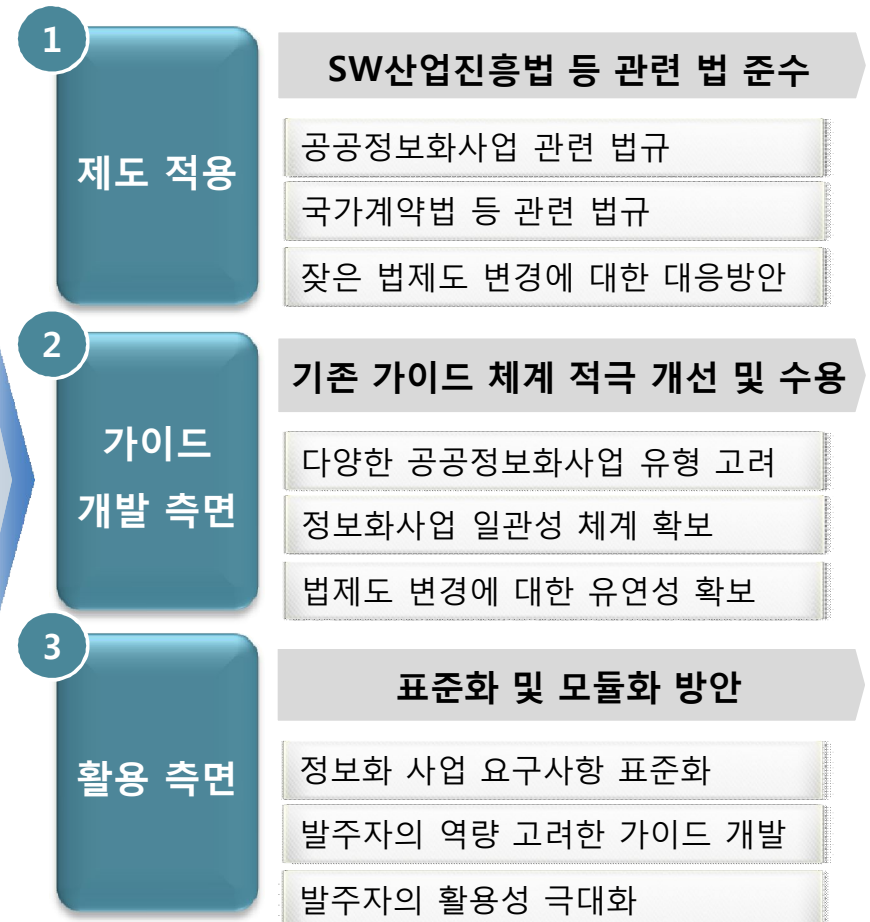 1
제도 적용
SW산업진흥법 등 관련 법 준수
공공정보화사업 관련 법규
국가계약법 등 관련 법규
잦은 법제도 변경에 대한 대응방안
2
가이드
개발 측면
기존 가이드 체계 적극 개선 및 수용
다양한 공공정보화사업 유형 고려
정보화사업 일관성 체계 확보
법제도 변경에 대한 유연성 확보
3
활용 측면
표준화 및 모듈화 방안
정보화 사업 요구사항 표준화
발주자의 역량 고려한 가이드 개발
발주자의 활용성 극대화